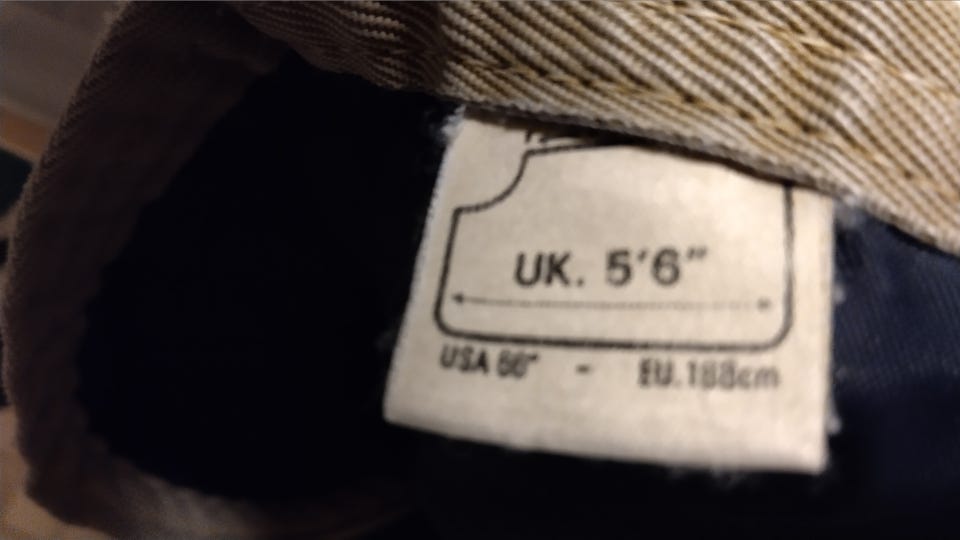 UK. 5'6"
USA 66" - EU.168cm